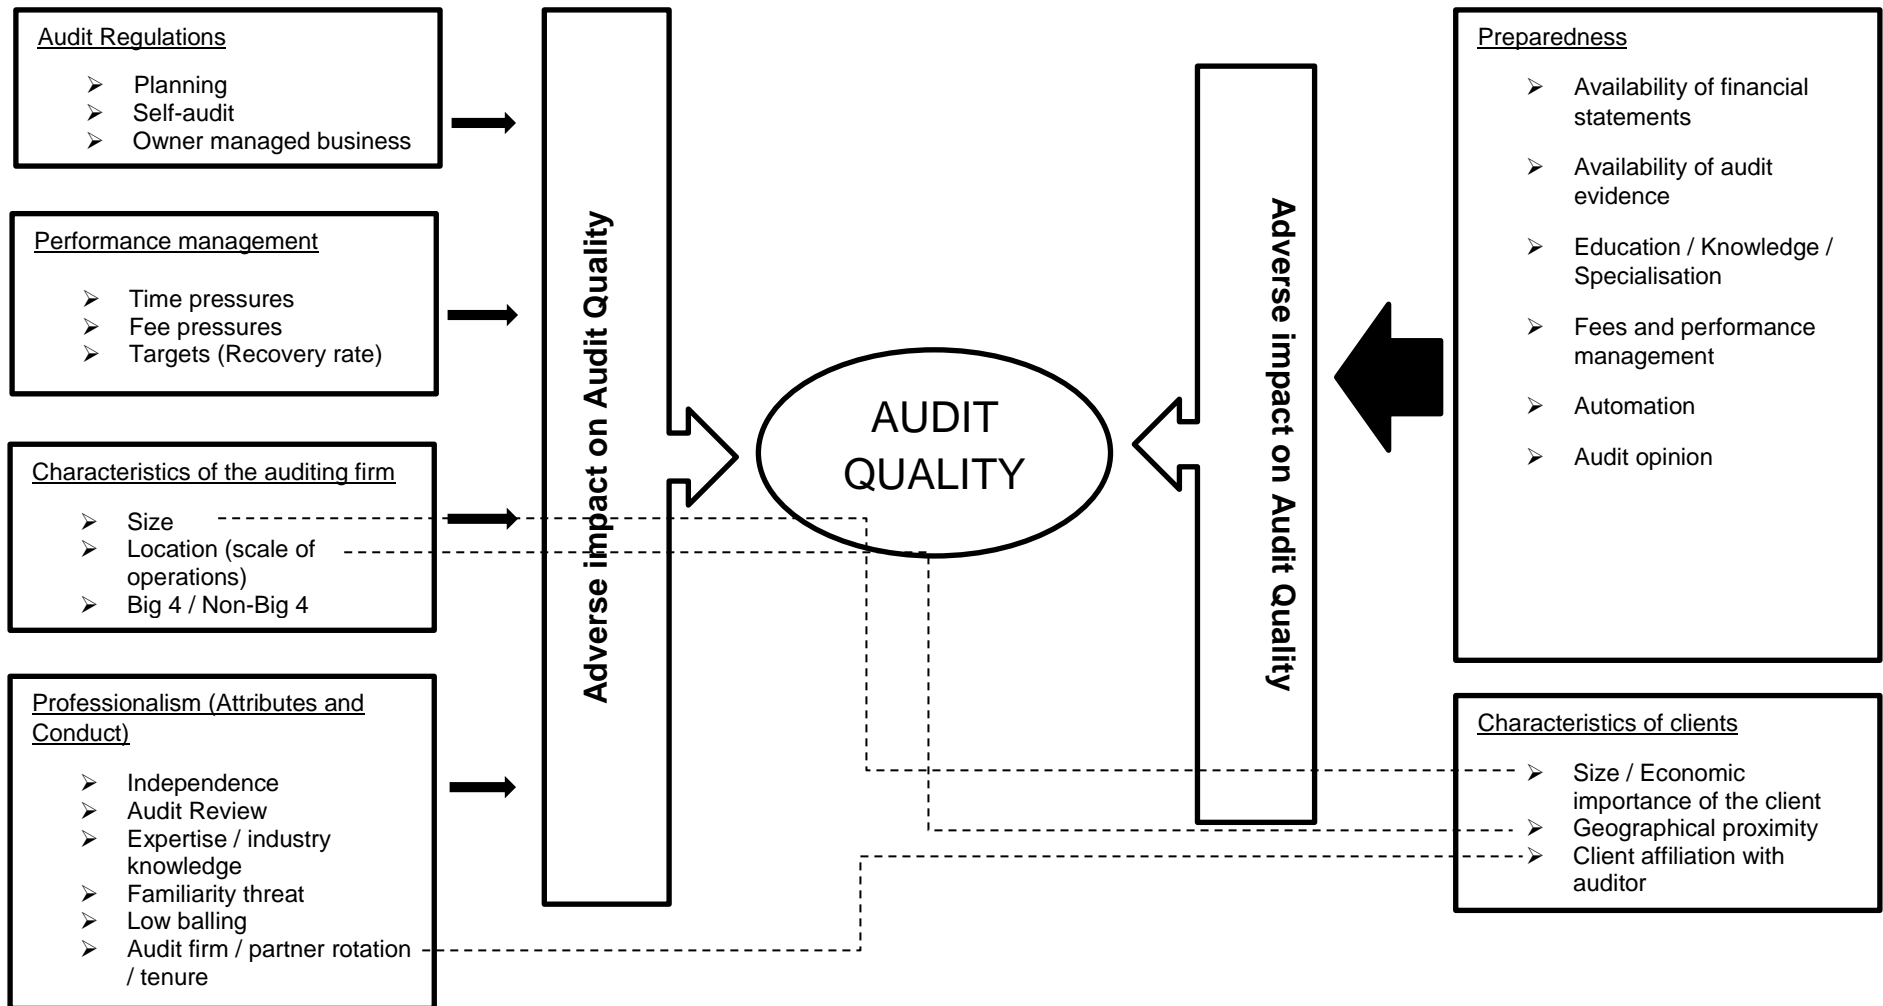 Audit Regulations
➢ Planning
➢ Self-audit
➢ Owner managed business
Performance management
➢ Time pressures
➢ Fee pressures
➢ Targets (Recovery rate)
Characteristics of the auditing firm
➢ Size
➢ Location (scale of
operations)
➢ Big 4 / Non-Big 4
Professionalism (Attributes and
Conduct)
➢ Independence
➢ Audit Review
➢ Expertise / industry
knowledge
➢ Familiarity threat
➢ Low balling
➢ Audit firm / partner rotation
/ tenure
Adverse impact on Audit Quality
AUDIT
QUALITY
Adverse impact on Audit Quality
Preparedness
➢ Availability of financial
statements
➢ Availability of audit
evidence
➢ Education / Knowledge /
Specialisation
➢ Fees and performance
management
➢ Automation
➢ Audit opinion
Characteristics of clients
➢ Size / Economic
importance of the client
➢ Geographical proximity
➢ Client affiliation with
auditor